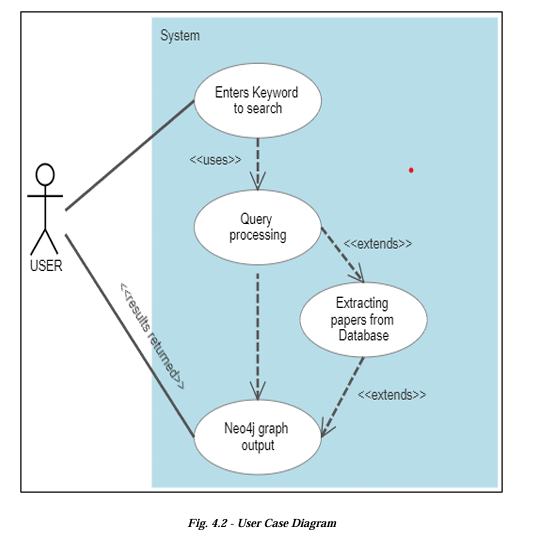 System
Enters Keyword
to search
<<uses>>
Query
processing
<<extends>>
USER
<<results returned>>
Extracting
papers from
Database
<<extends>>
Neo4j graph
output
Fig. 4.2 - User Case Diagram